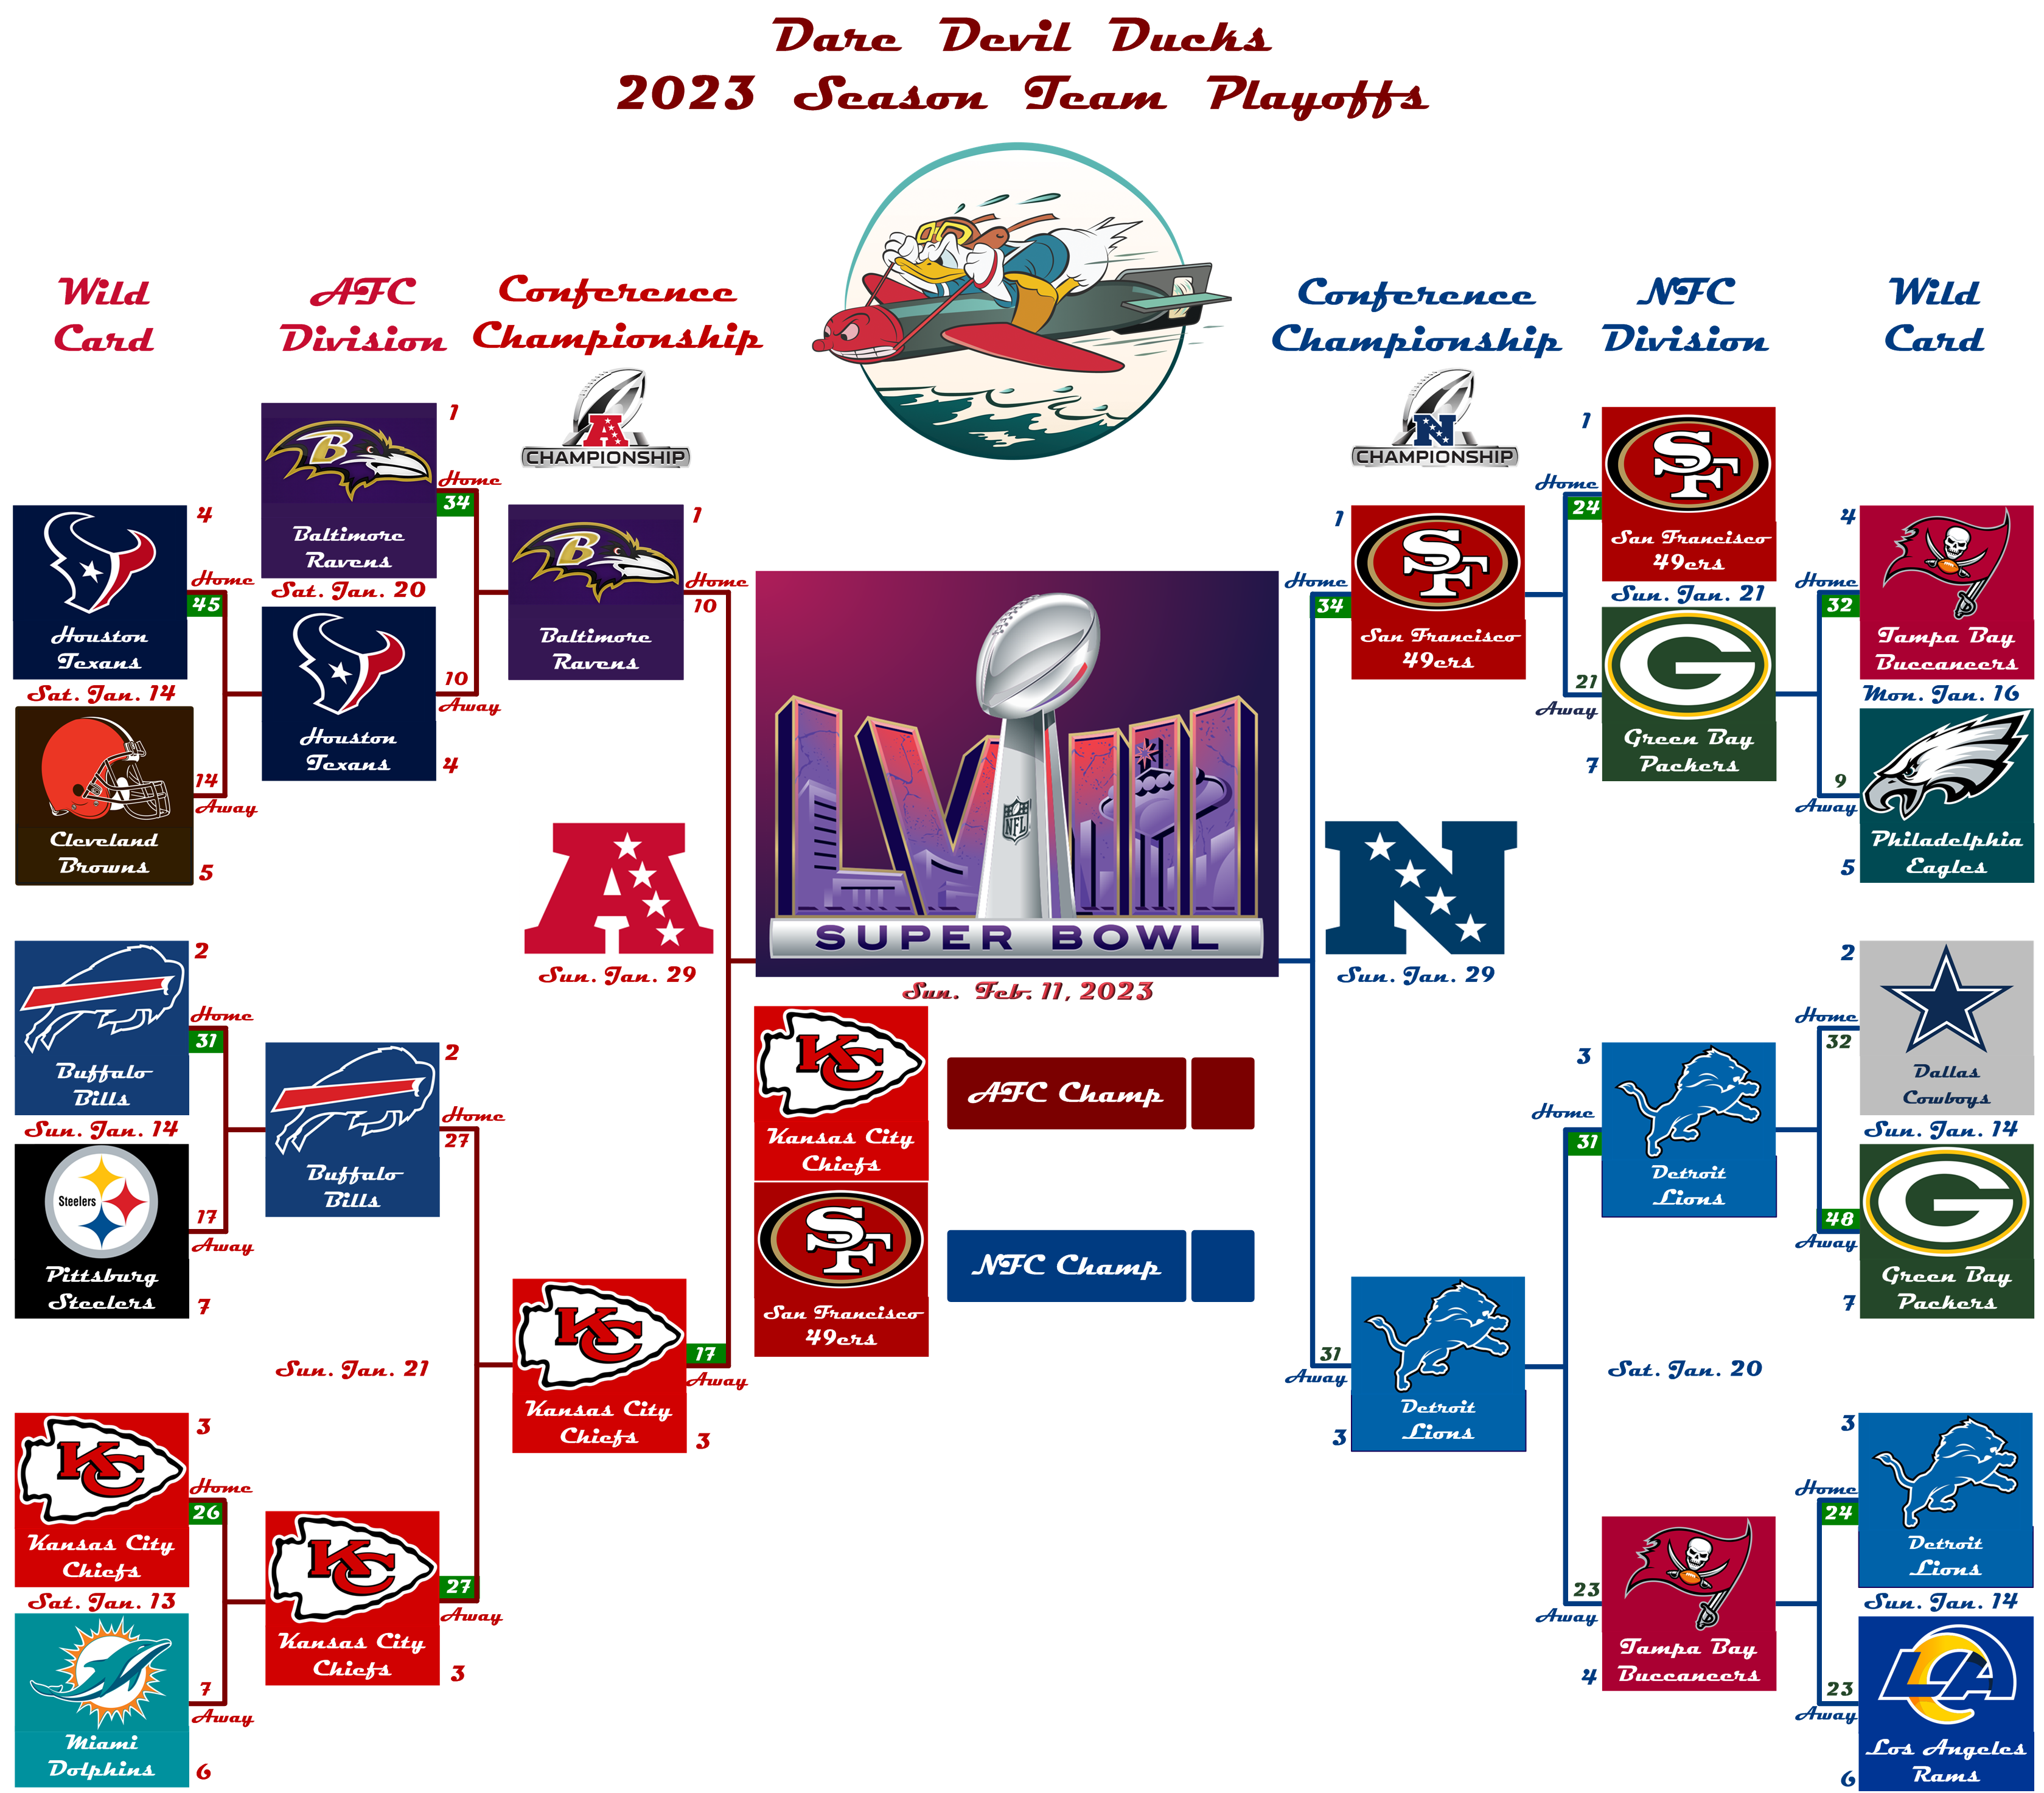 Dare Devil Ducks
2023 Season Team Playoffs
Wild
Card
AFC
Division
Conference
Championship
Conference
Championship
NFC
Division
Wild
Card
A
CHAMPIONSHIP
N
CHAMPIONSHIP
4
Houston
Texans
Home
45
Sat. Jan. 14
Cleveland
Browns
14
Away
5
2
Buffalo
Bills
Home
31
Sun. Jan. 14
Steelers
Pittsburg
Steelers
17
Away
7
3
KC
Kansas City
Chiefs
Home
26
Sat. Jan. 13
Miami
Dolphins
7
Away
6
1
B
Baltimore
Ravens
Home
34
Sat. Jan. 20
Houston
Texans
10
Away
4
2
Buffalo
Bills
Home
27
Sun. Jan. 21
KC
Kansas City
Chiefs
27
Away
3
1
B
Baltimore
Ravens
Home
10
A
Sun. Jan. 29
KC
Kansas City
Chiefs
17
Away
3
LVIII
NFL
SUPER BOWL
Sun. Feb. 11, 2023
KC
Kansas City
Chiefs
AFC Champ
SF
San Francisco
49ers
NFC Champ
1
SF
San Francisco
49ers
Home
34
N
Sun. Jan. 29
Detroit
Lions
31
Away
3
1
SF
San Francisco
49ers
Home
24
Sun. Jan. 21
G
Green Bay
Packers
21
Away
7
3
Detroit
Lions
Home
31
Sat. Jan. 20
Tampa Bay
Buccaneers
23
Away
4
4
Tampa Bay
Buccaneers
Home
32
Mon. Jan. 16
Philadelphia
Eagles
9
Away
5
2
Dallas
Cowboys
Home
32
Sun. Jan. 14
G
Green Bay
Packers
48
Away
7
3
Detroit
Lions
Home
24
Sun. Jan. 14
LA
Los Angeles
Rams
23
Away
6